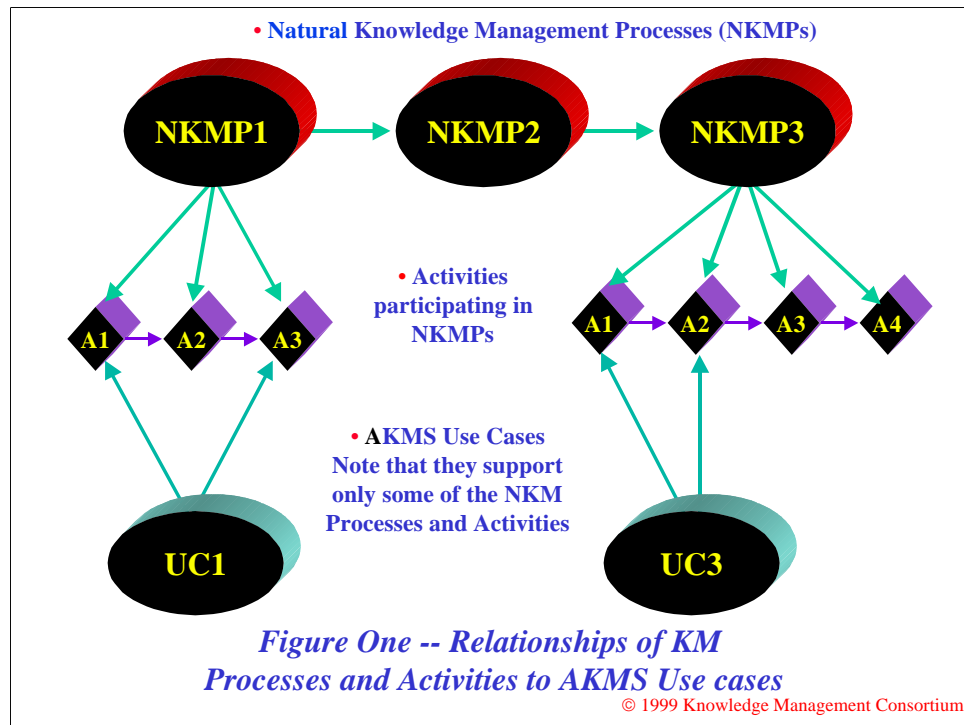 • Natural Knowledge Management Processes (NKMPs)
NKMP1 NKMP2 NKMP3
• Activities
participating in
NKMPs
A1 A2 A3 A1 A2 A3 A4
• AKMS Use Cases
Note that they support
only some of the NKM
Processes and Activities
UC1 UC3
Figure One -- Relationships of KM
Processes and Activities to AKMS Use cases
© 1999 Knowledge Management Consortium